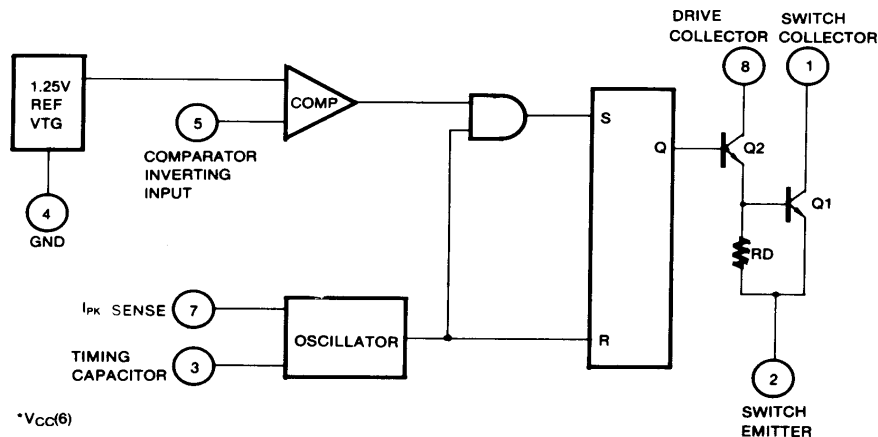 DRIVE
COLLECTOR
SWITCH
COLLECTOR
8
1
1.25V
REF
VTG
COMP
5
COMPARATOR
INVERTING
INPUT
4
GND
S
Q
Q2
Q1
RD
IPK SENSE
7
OSCILLATOR
R
TIMING
CAPACITOR
3
2
SWITCH
EMITTER
*VCC(6)